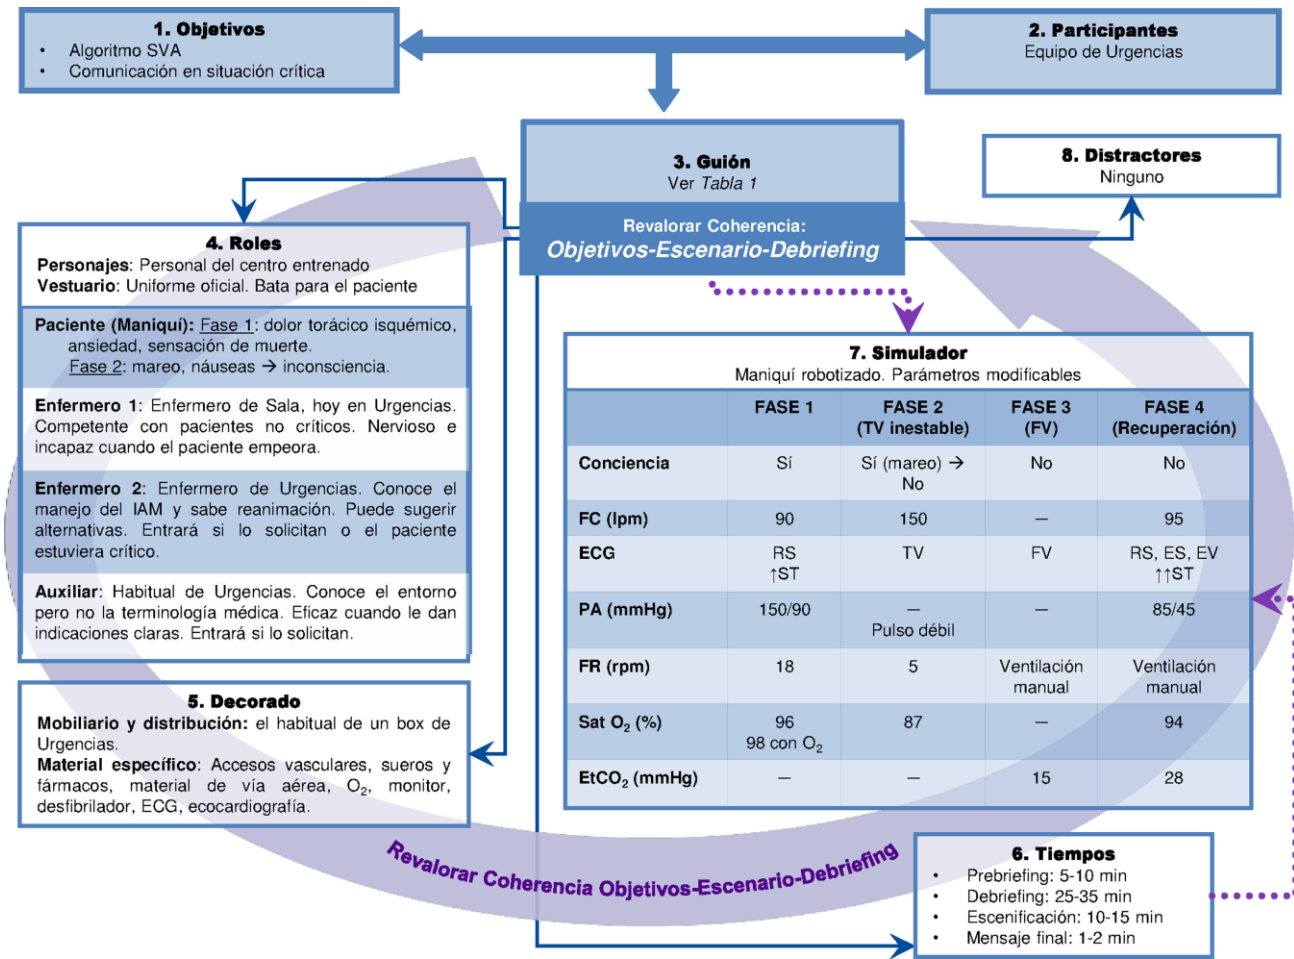 1. Objetivos
• Algoritmo SVA
• Comunicación en situación crítica
2. Participantes
Equipo de Urgencias
3. Guión
Ver Tabla 1
Revalorar Coherencia:
Objetivos-Escenario-Debriefing
8. Distractores
Ninguno
4. Roles
Personajes: Personal del centro entrenado
Vestuario: Uniforme oficial. Bata para el paciente
Paciente (Maniquí): Fase 1: dolor torácico isquémico,
ansiedad, sensación de muerte.
Fase 2: mareo, náuseas → inconsciencia.
Enfermero 1: Enfermero de Sala, hoy en Urgencias.
Competente con pacientes no críticos. Nervioso e
incapaz cuando el paciente empeora.
Enfermero 2: Enfermero de Urgencias. Conoce el
manejo del IAM y sabe reanimación. Puede sugerir
alternativas. Entrará si lo solicitan o el paciente
estuviera crítico.
Auxiliar: Habitual de Urgencias. Conoce el entorno
pero no la terminología médica. Eficaz cuando le dan
indicaciones claras. Entrará si lo solicitan.
5. Decorado
Mobiliario y distribución: el habitual de un box de
Urgencias.
Material específico: Accesos vasculares, sueros y
fármacos, material de vía aérea, O₂, monitor,
desfibrilador, ECG, ecocardiografía.
7. Simulador
Maniquí robotizado. Parámetros modificables
FASE 1 FASE 2 FASE 3 FASE 4
(TV inestable) (FV) (Recuperación)
Conciencia Sí Sí (mareo) → No No
No
FC (lpm) 90 150 — 95
ECG RS TV FV RS, ES, EV
↑ST ↑↑ST
PA (mmHg) 150/90 — — 85/45
Pulso débil
FR (rpm) 18 5 Ventilación Ventilación
manual manual
Sat O₂ (%) 96 87 — 94
98 con O₂
EtCO₂ (mmHg) — — 15 28
Revalorar Coherencia Objetivos-Escenario-Debriefing
6. Tiempos
• Prebriefing: 5-10 min
• Debriefing: 25-35 min
• Escenificación: 10-15 min
• Mensaje final: 1-2 min